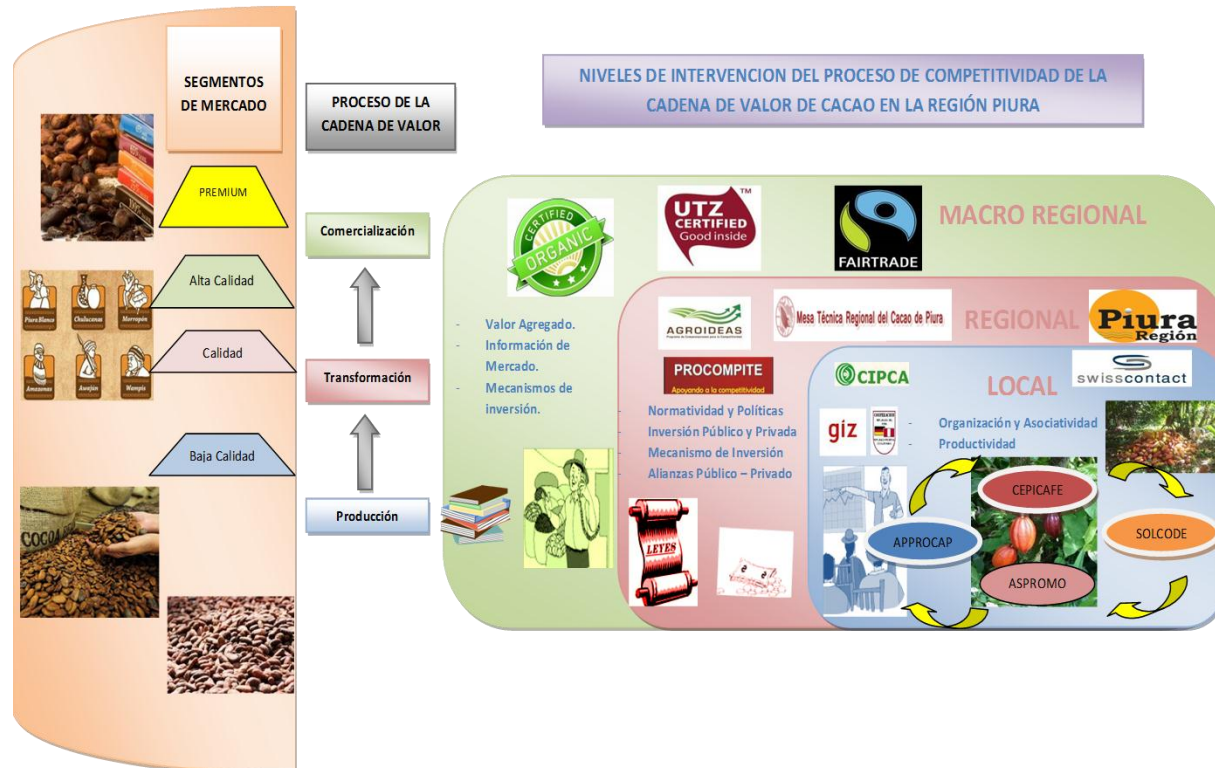 SEGMENTOS
DE MERCADO
PREMIUM
Alta Calidad
Calidad
Baja Calidad
Piura Blanco
Chulucanas
Morropón
Amazonas
Awajún
Wampis
COCOA
PROCESO DE LA
CADENA DE VALOR
Comercialización
Transformación
Producción
NIVELES DE INTERVENCION DEL PROCESO DE COMPETITIVIDAD DE LA
CADENA DE VALOR DE CACAO EN LA REGIÓN PIURA
MACRO REGIONAL
CERTIFIED
ORGANIC
UTZ
CERTIFIED
Good inside
TM
FAIRTRADE
- Valor Agregado.
- Información de
Mercado.
- Mecanismos de
inversión.
REGIONAL
AGROIDEAS
Mesa Técnica Regional del Cacao de Piura
Piura
Región
PROCOMPITE
Apoyando a la competitividad
- Normatividad y Políticas
- Inversión Público y Privada
- Mecanismo de Inversión
- Alianzas Público – Privado
LEYES
LOCAL
CIPCA
swisscontact
giz
- Organización y Asociatividad
- Productividad
CEPICAFE
APPROCAP
SOLCODE
ASPROMO